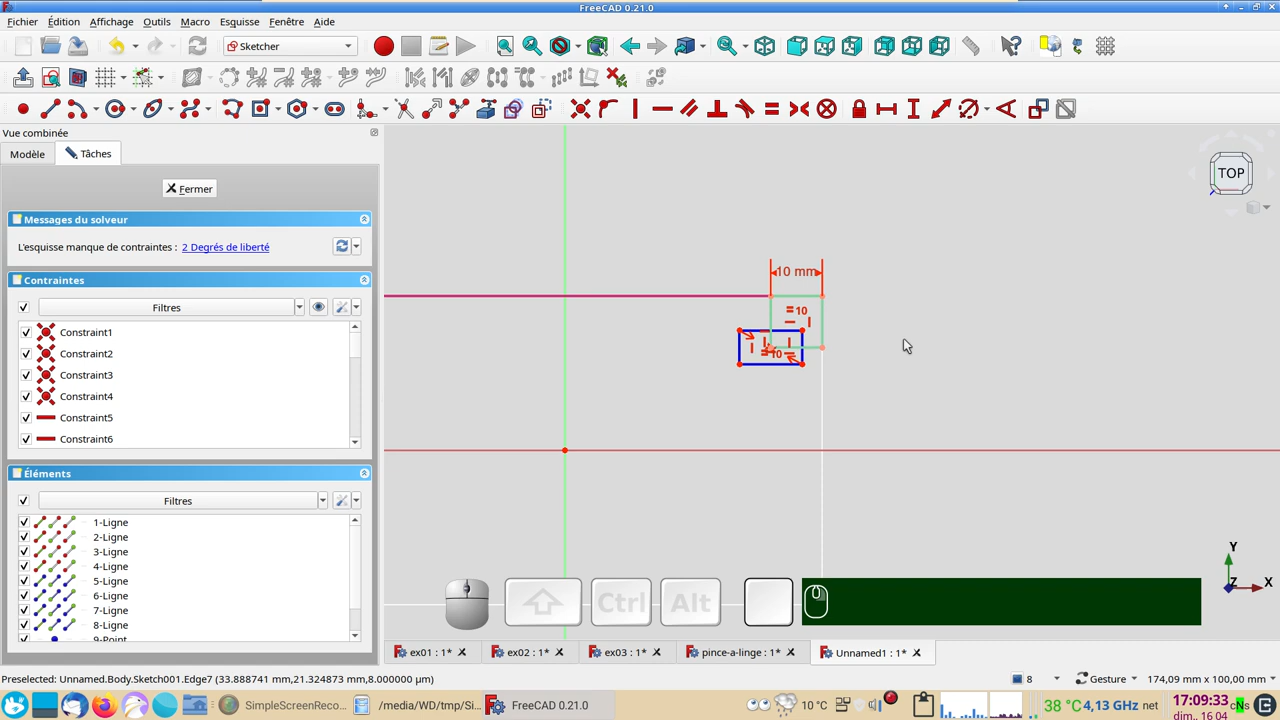 FreeCAD 0.21.0
Fichier Édition Affichage Outils Macro Esquisse Fenêtre Aide
Sketcher
Vue combinée
Modèle Tâches
Fermer
Messages du solveur
L'esquisse manque de contraintes : 2 Degrés de liberté
Contraintes
Filtres
Constraint1
Constraint2
Constraint3
Constraint4
Constraint5
Constraint6
Éléments
Filtres
1-Ligne
2-Ligne
3-Ligne
4-Ligne
5-Ligne
6-Ligne
7-Ligne
8-Ligne
9-Point
TOP
10 mm
10
10
Y
Z
X
Ctrl Alt
ex01 : 1* ex02 : 1* ex03 : 1* pince-a-linge : 1* Unnamed1 : 1*
Preselected: Unnamed.Body.Sketch001.Edge7 (33.888741 mm,21.324873 mm,8.000000 µm) 8 Gesture 174,09 mm x 100,00 mm
SimpleScreenReco... /media/WD/tmp/Si... FreeCAD 0.21.0 10 °C 38 °C 4,13 GHz net 17:09:33
dim., 16 04